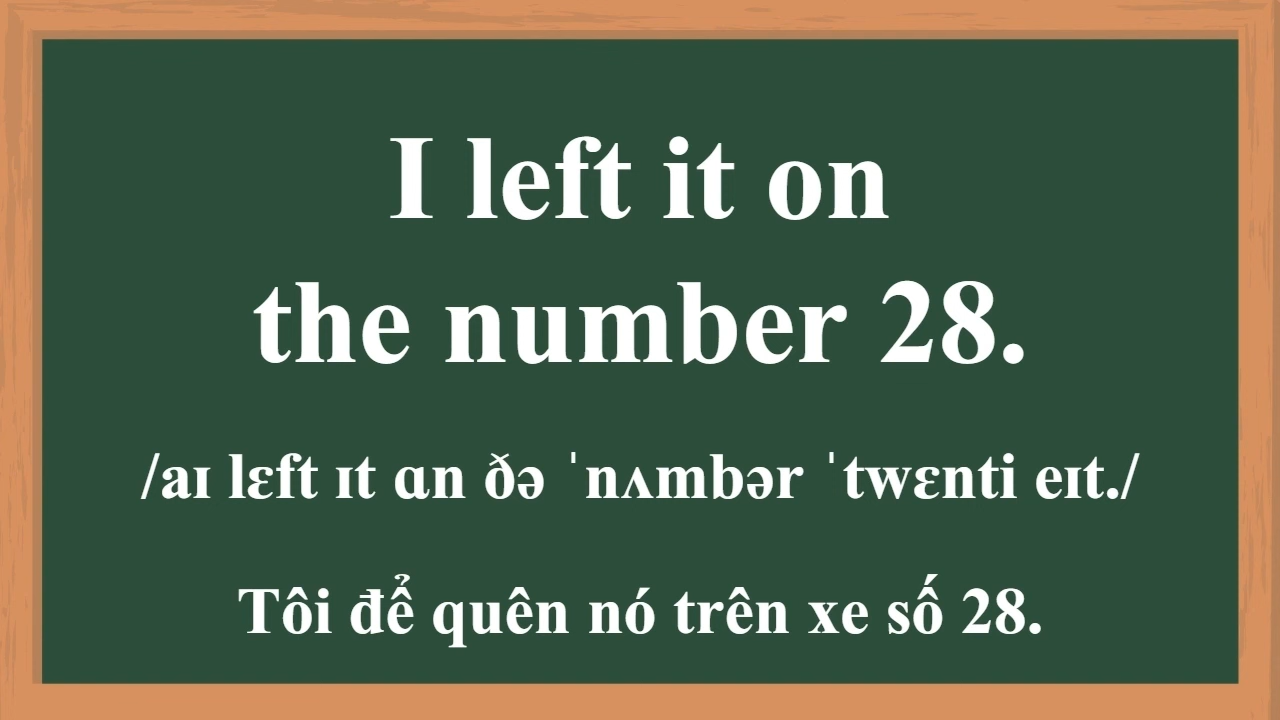 I left it on
the number 28.
/aɪ lɛft ɪt ɑn ðə ˈnʌmbər ˈtwɛnti eɪt./
Tôi để quên nó trên xe số 28.